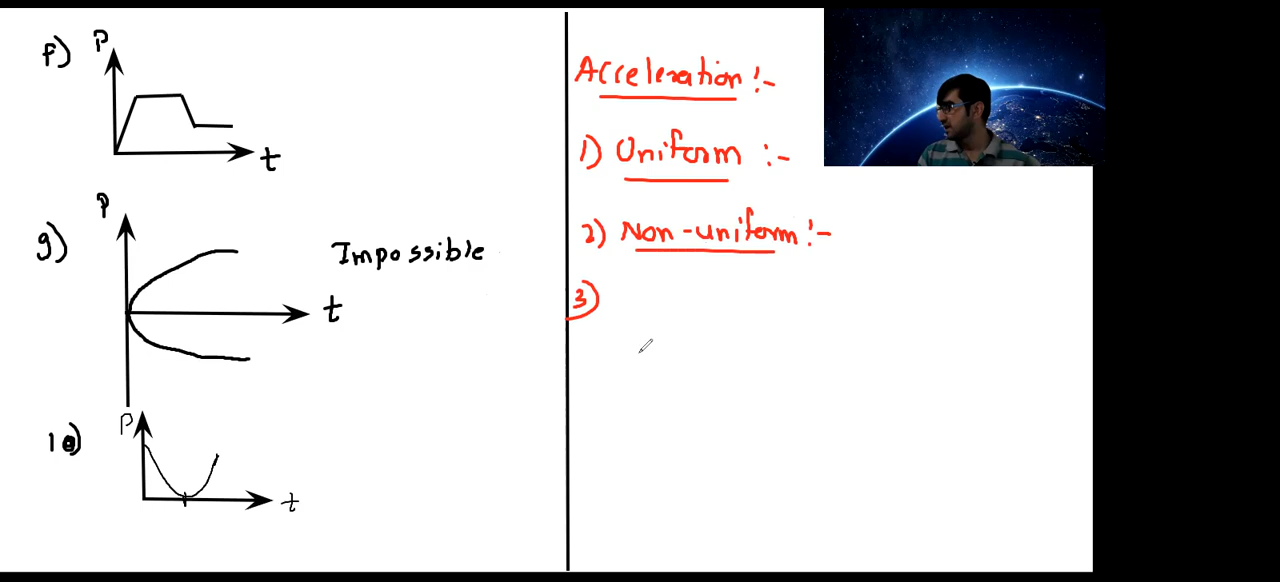 f)
P
t
g)
P
Impossible
t
10)
P
t
Acceleration :-
1) Uniform :-
2) Non-uniform :-
3)